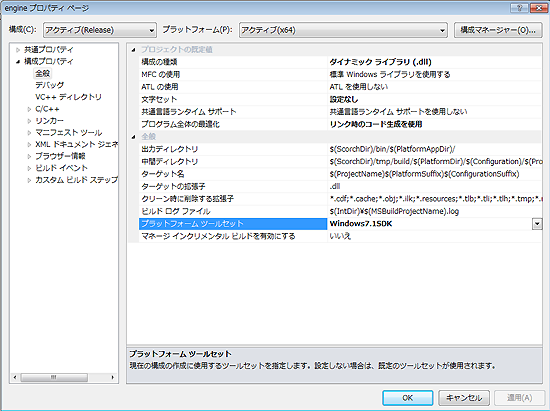 engine プロパティ ページ
構成(C): アクティブ(Release) プラットフォーム(P): アクティブ(x64) 構成マネージャー(O)...
共通プロパティ
構成プロパティ
全般
デバッグ
VC++ ディレクトリ
C/C++
リンカー
マニフェスト ツール
XML ドキュメント ジェネ
ブラウザー情報
ビルド イベント
カスタム ビルド ステップ
プロジェクトの既定値
構成の種類 ダイナミック ライブラリ (.dll)
MFC の使用 標準 Windows ライブラリを使用する
ATL の使用 ATL を使用しない
文字セット 設定なし
共通言語ランタイム サポート 共通言語ランタイム サポートを使用しない
プログラム全体の最適化 リンク時のコード生成を使用
全般
出力ディレクトリ $(ScorchDir)/bin/$(PlatformAppDir)/
中間ディレクトリ $(ScorchDir)/tmp/build/$(PlatformDir)/$(Configuration)/$(Pro
ターゲット名 $(ProjectName)$(PlatformSuffix)$(ConfigurationSuffix)
ターゲットの拡張子 .dll
クリーン時に削除する拡張子 *.cdf;*.cache;*.obj;*.ilk;*.resources;*.tlb;*.tli;*.tlh;*.tmp;*.
ビルド ログ ファイル $(IntDir)¥$(MSBuildProjectName).log
プラットフォーム ツールセット Windows7.1SDK
マネージ インクリメンタル ビルドを有効にする いいえ
プラットフォーム ツールセット
現在の構成の作成に使用するツールセットを指定します。設定しない場合は、既定のツールセットが使用されます。
OK キャンセル 適用(A)